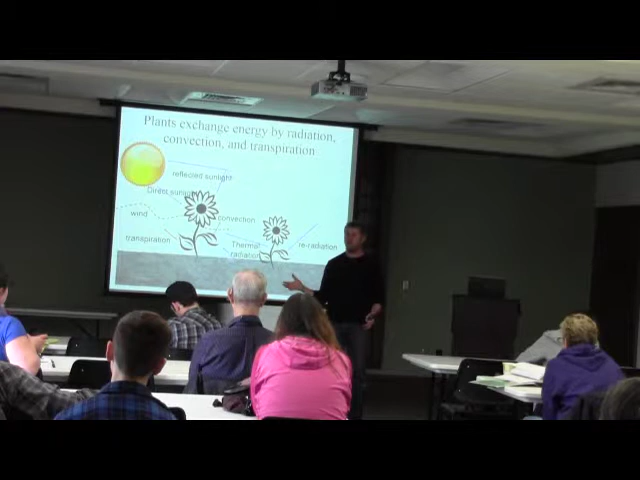 Plants exchange energy by radiation,
convection, and transpiration
reflected sunlight
Direct sunlight
wind
convection
transpiration
Thermal
radiation
re-radiation